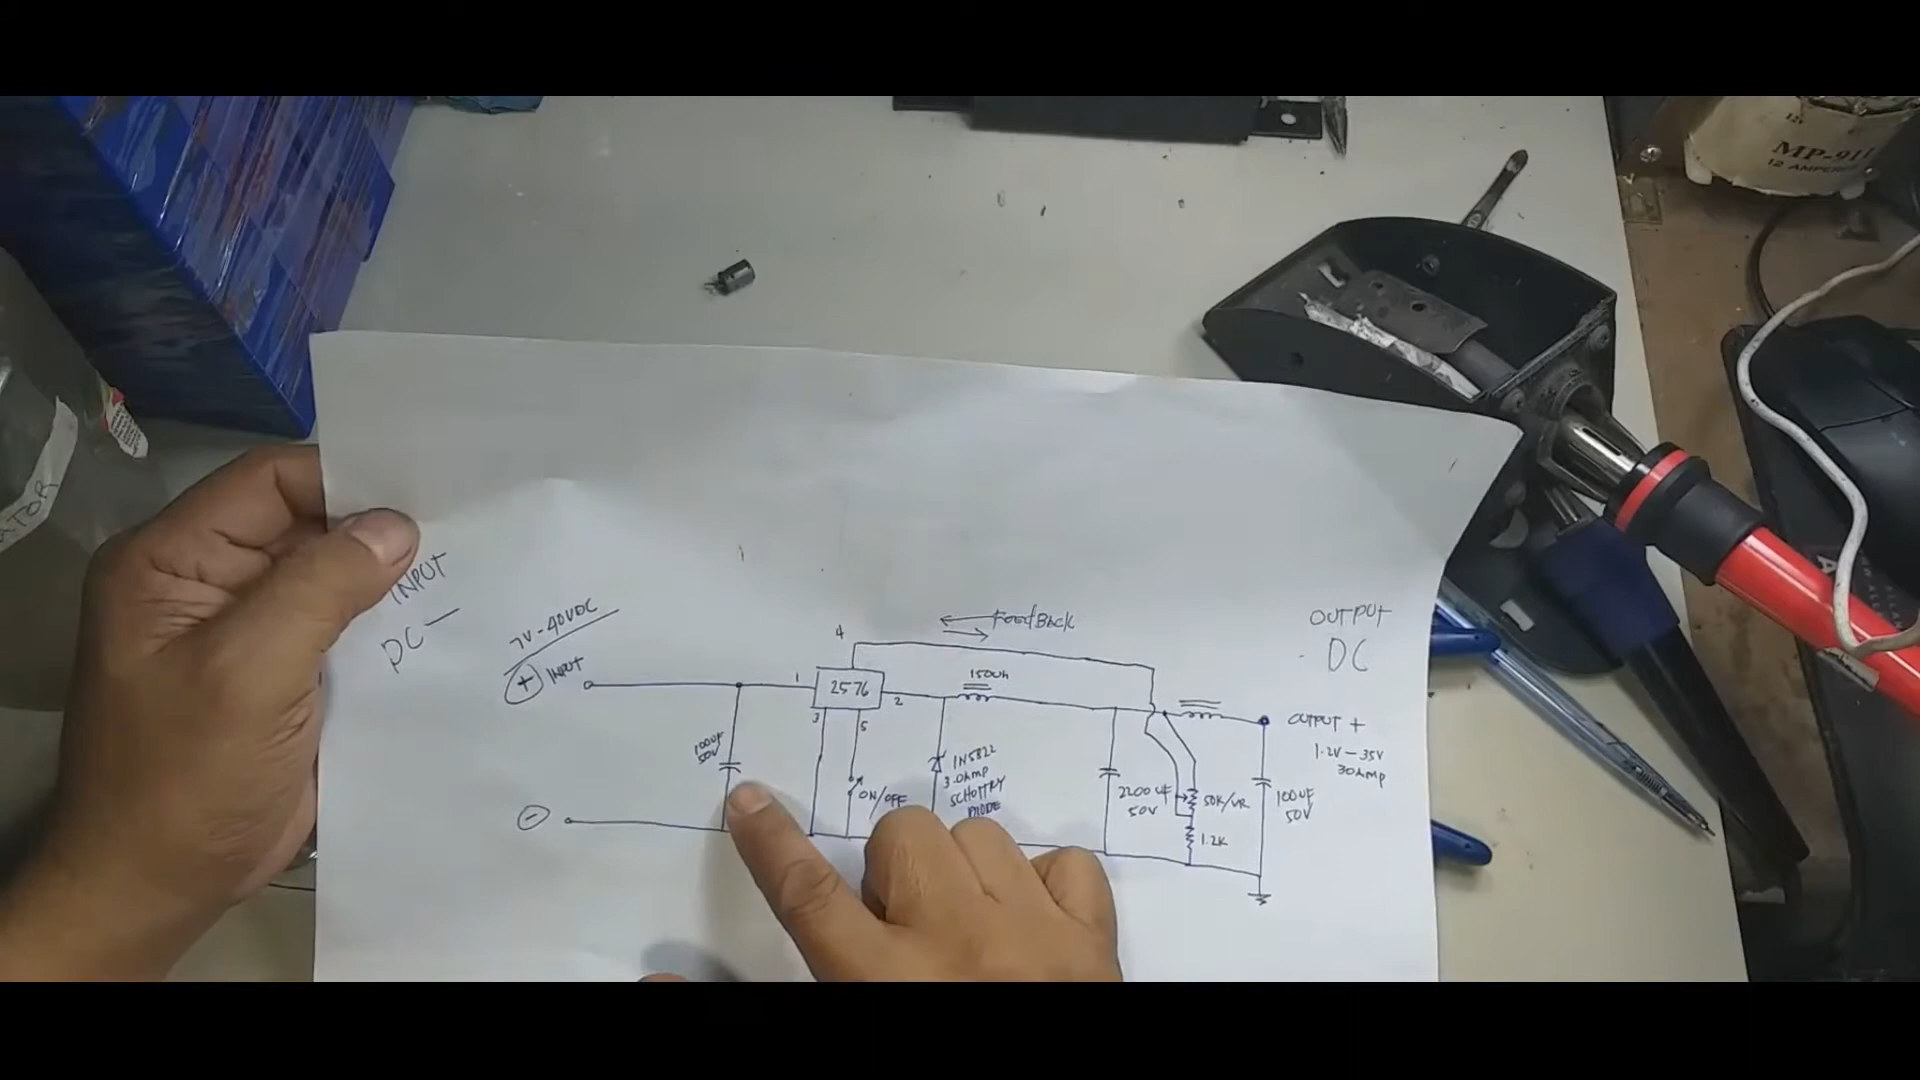 12V
MP-911
12 AMPERE
ATOR
INPUT
DC
7V-40VDC
+ INPUT
-
100UF
50V
1
2576
2
3
4
5
ON/OFF
FEEDBACK
150Uh
1N5822
3.0Amp
SCHOTTKY
DIODE
2200UF
50V
50K/VR
1.2K
100UF
50V
OUTPUT
DC
OUTPUT +
1.2V-35V
30Amp